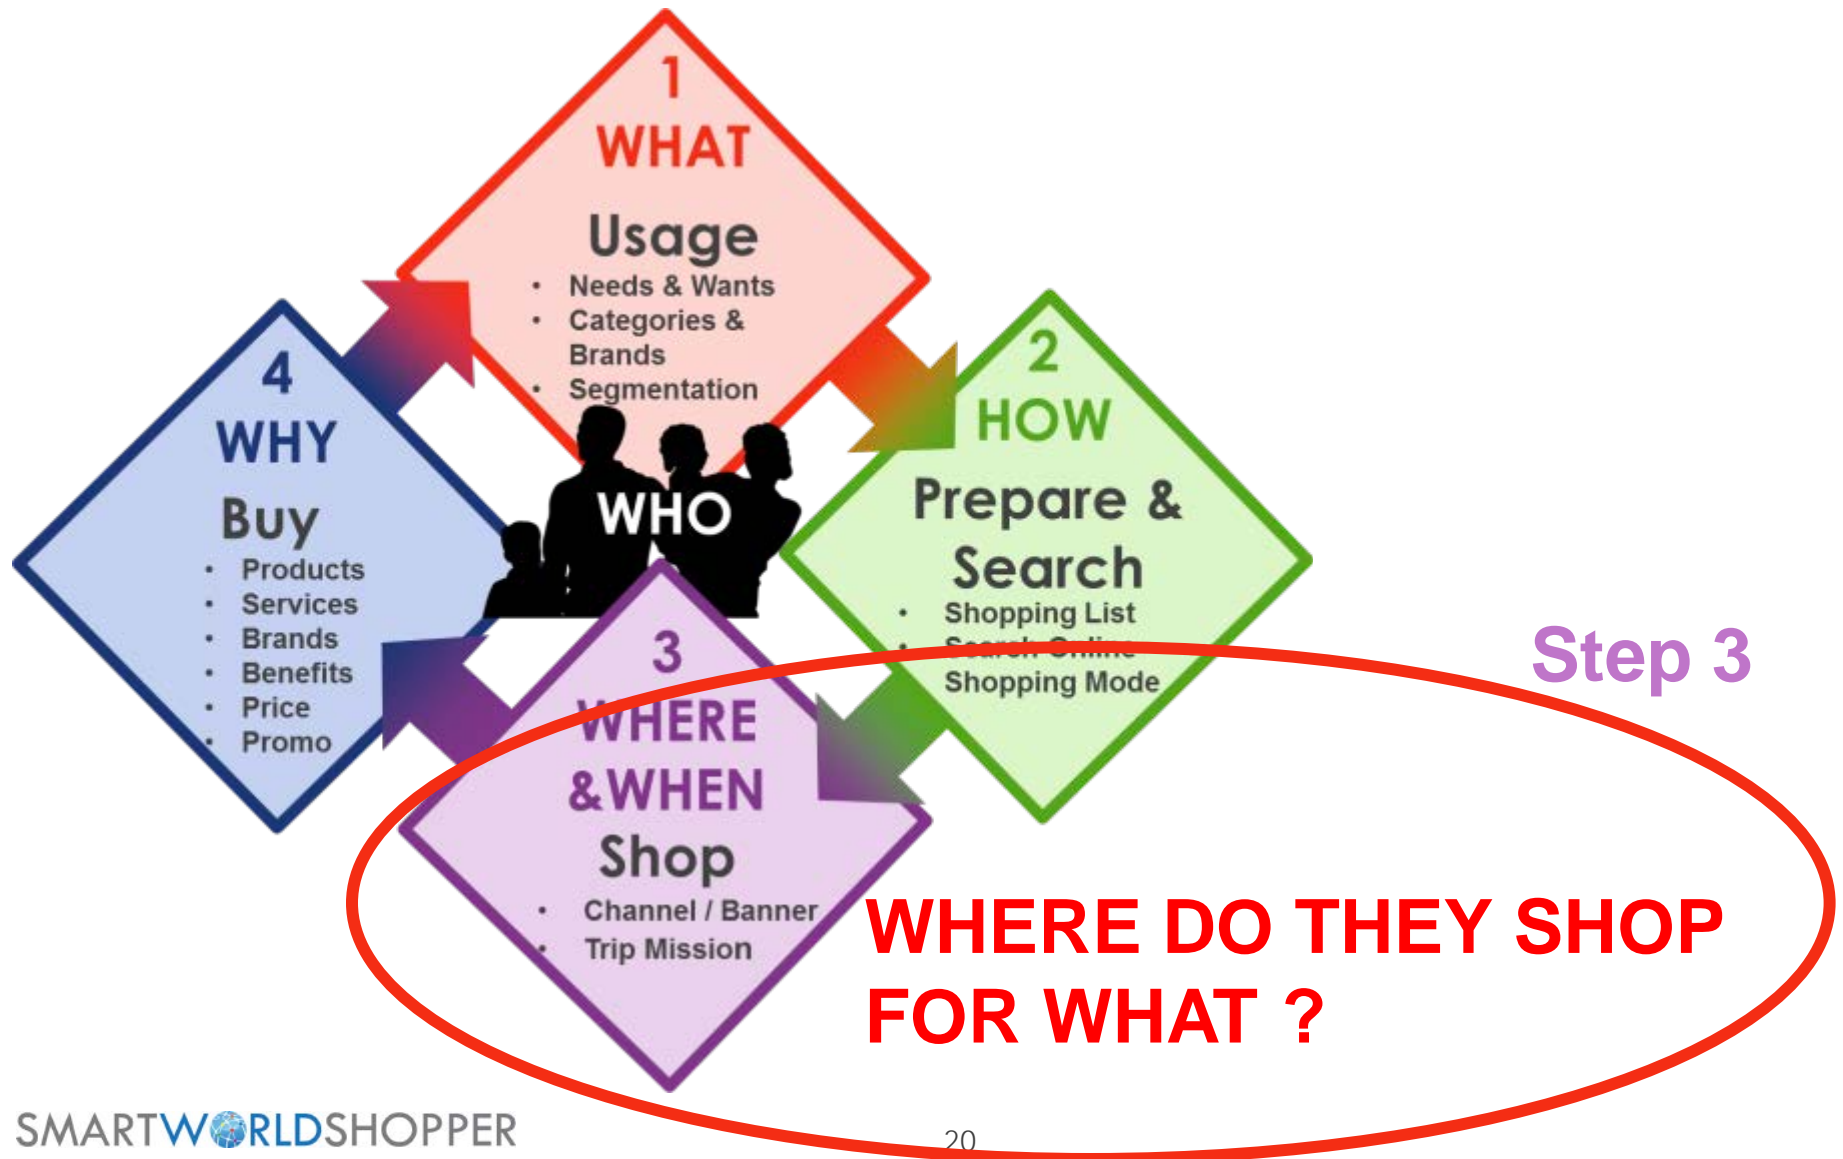 1
WHAT
Usage
• Needs & Wants
• Categories &
Brands
• Segmentation
2
HOW
Prepare &
Search
• Shopping List
• Search Online
Shopping Mode
3
WHERE
&WHEN
Shop
• Channel / Banner
• Trip Mission
4
WHY
Buy
• Products
• Services
• Brands
• Benefits
• Price
• Promo
WHO
Step 3
WHERE DO THEY SHOP
FOR WHAT ?
SMARTWORLDSHOPPER
20